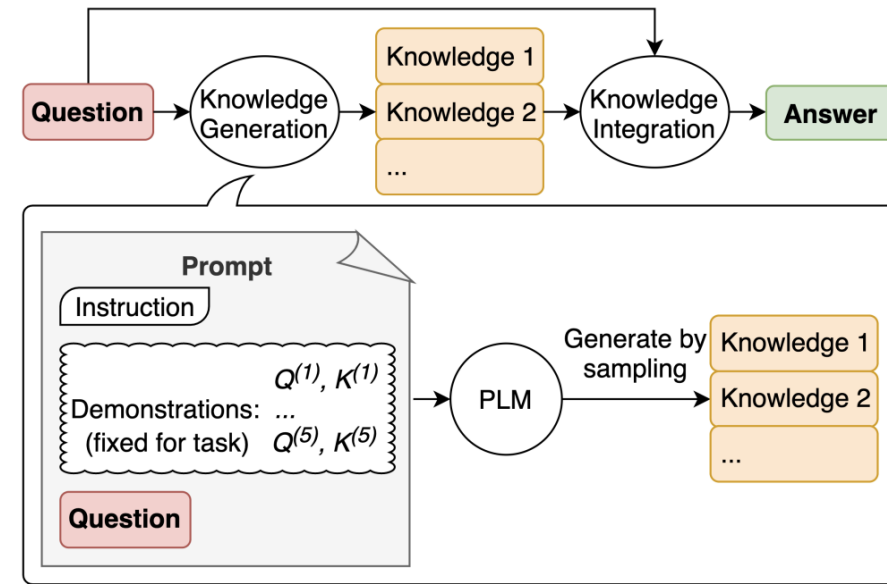 Question
Knowledge
Generation
Knowledge 1
Knowledge 2
...
Knowledge
Integration
Answer
Prompt
Instruction
Q(1), K(1)
Demonstrations: ...
(fixed for task) Q(5), K(5)
Question
PLM
Generate by
sampling
Knowledge 1
Knowledge 2
...